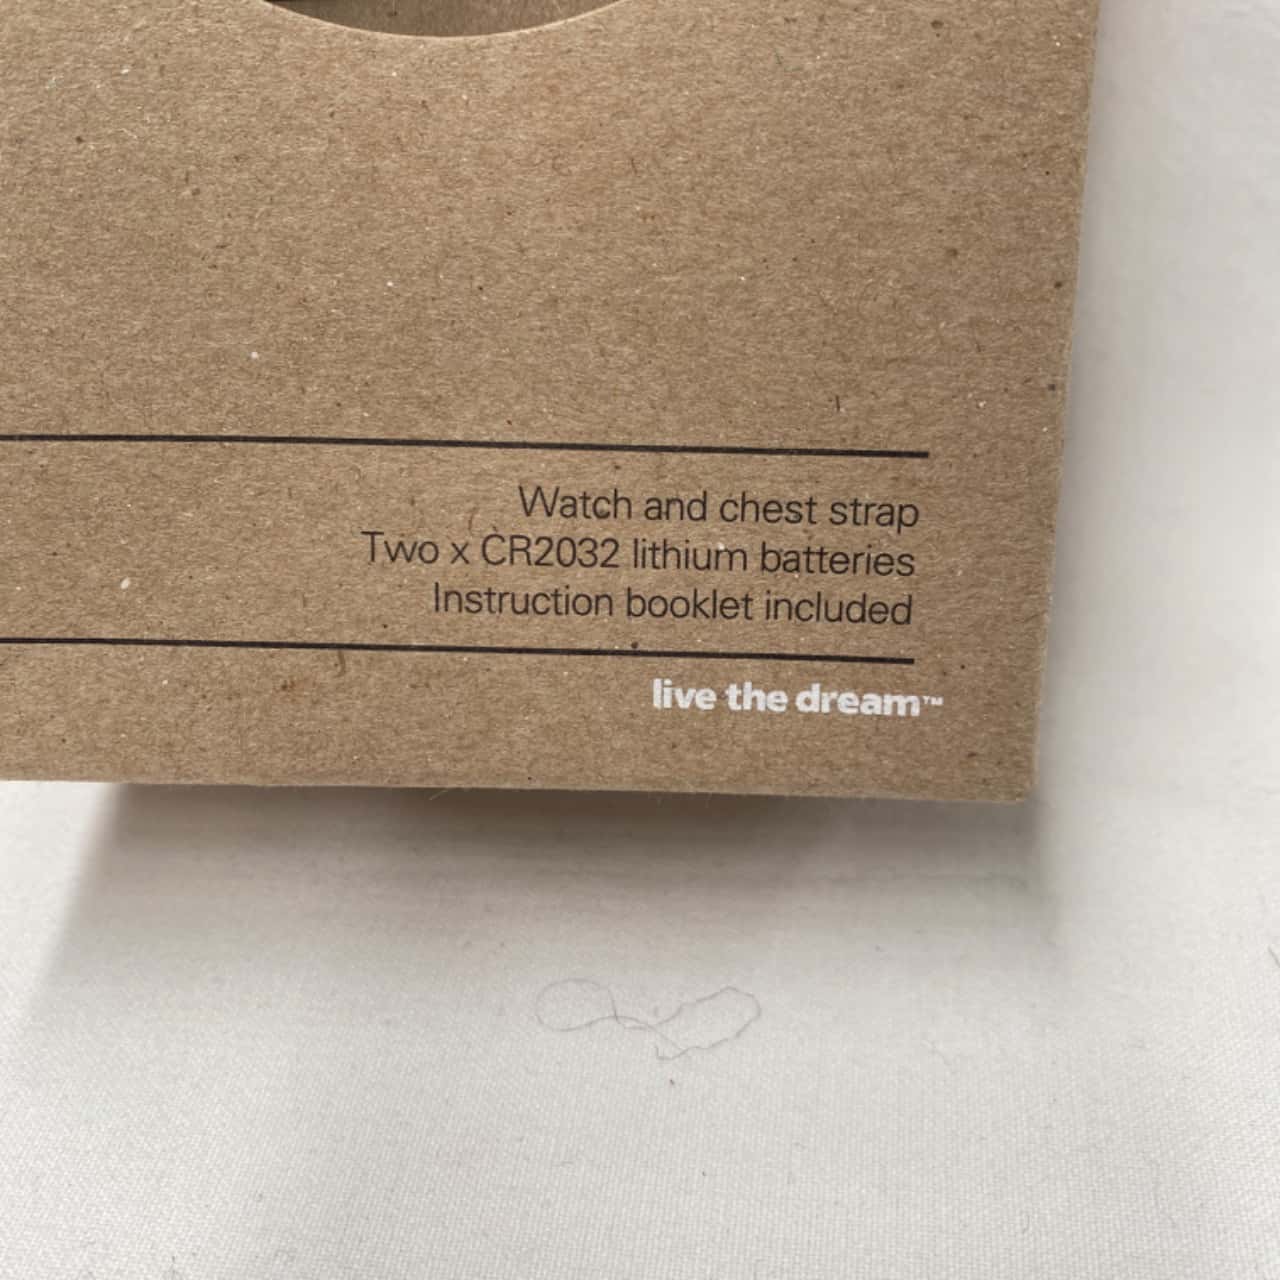 Watch and chest strap
Two x CR2032 lithium batteries
Instruction booklet included
live the dream™